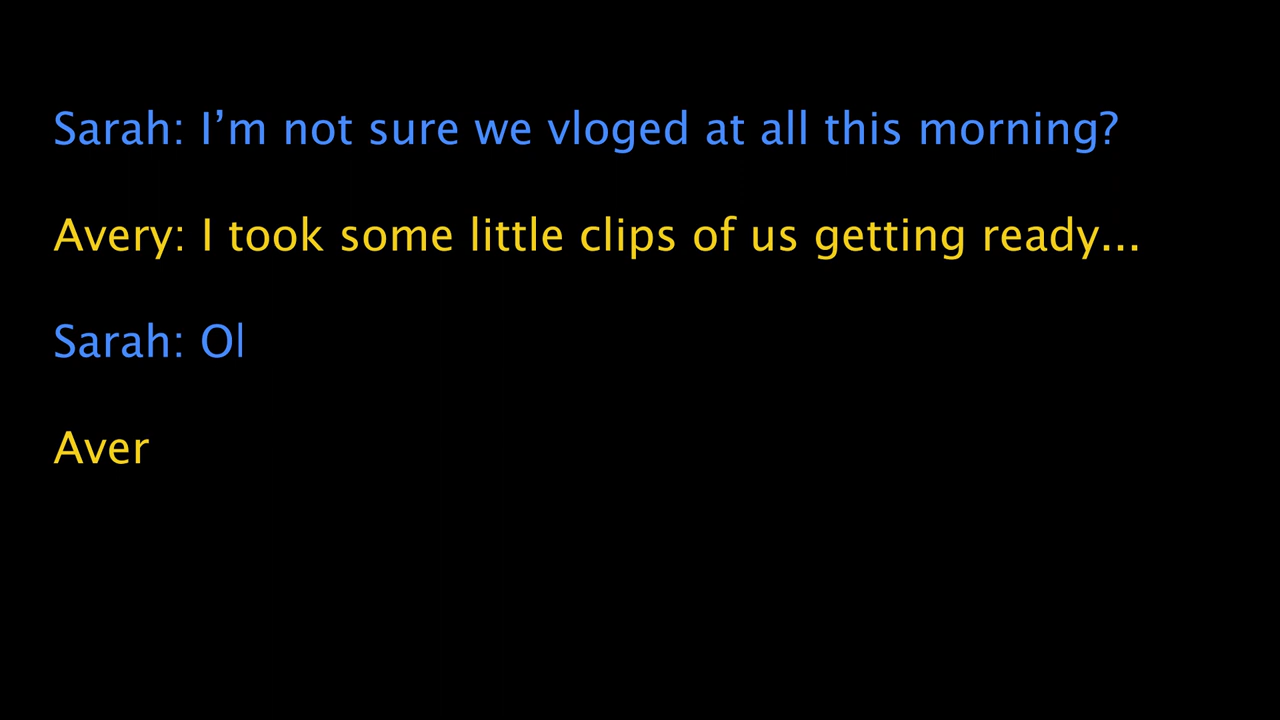 Sarah: I’m not sure we vloged at all this morning?
Avery: I took some little clips of us getting ready...
Sarah: Ol
Aver